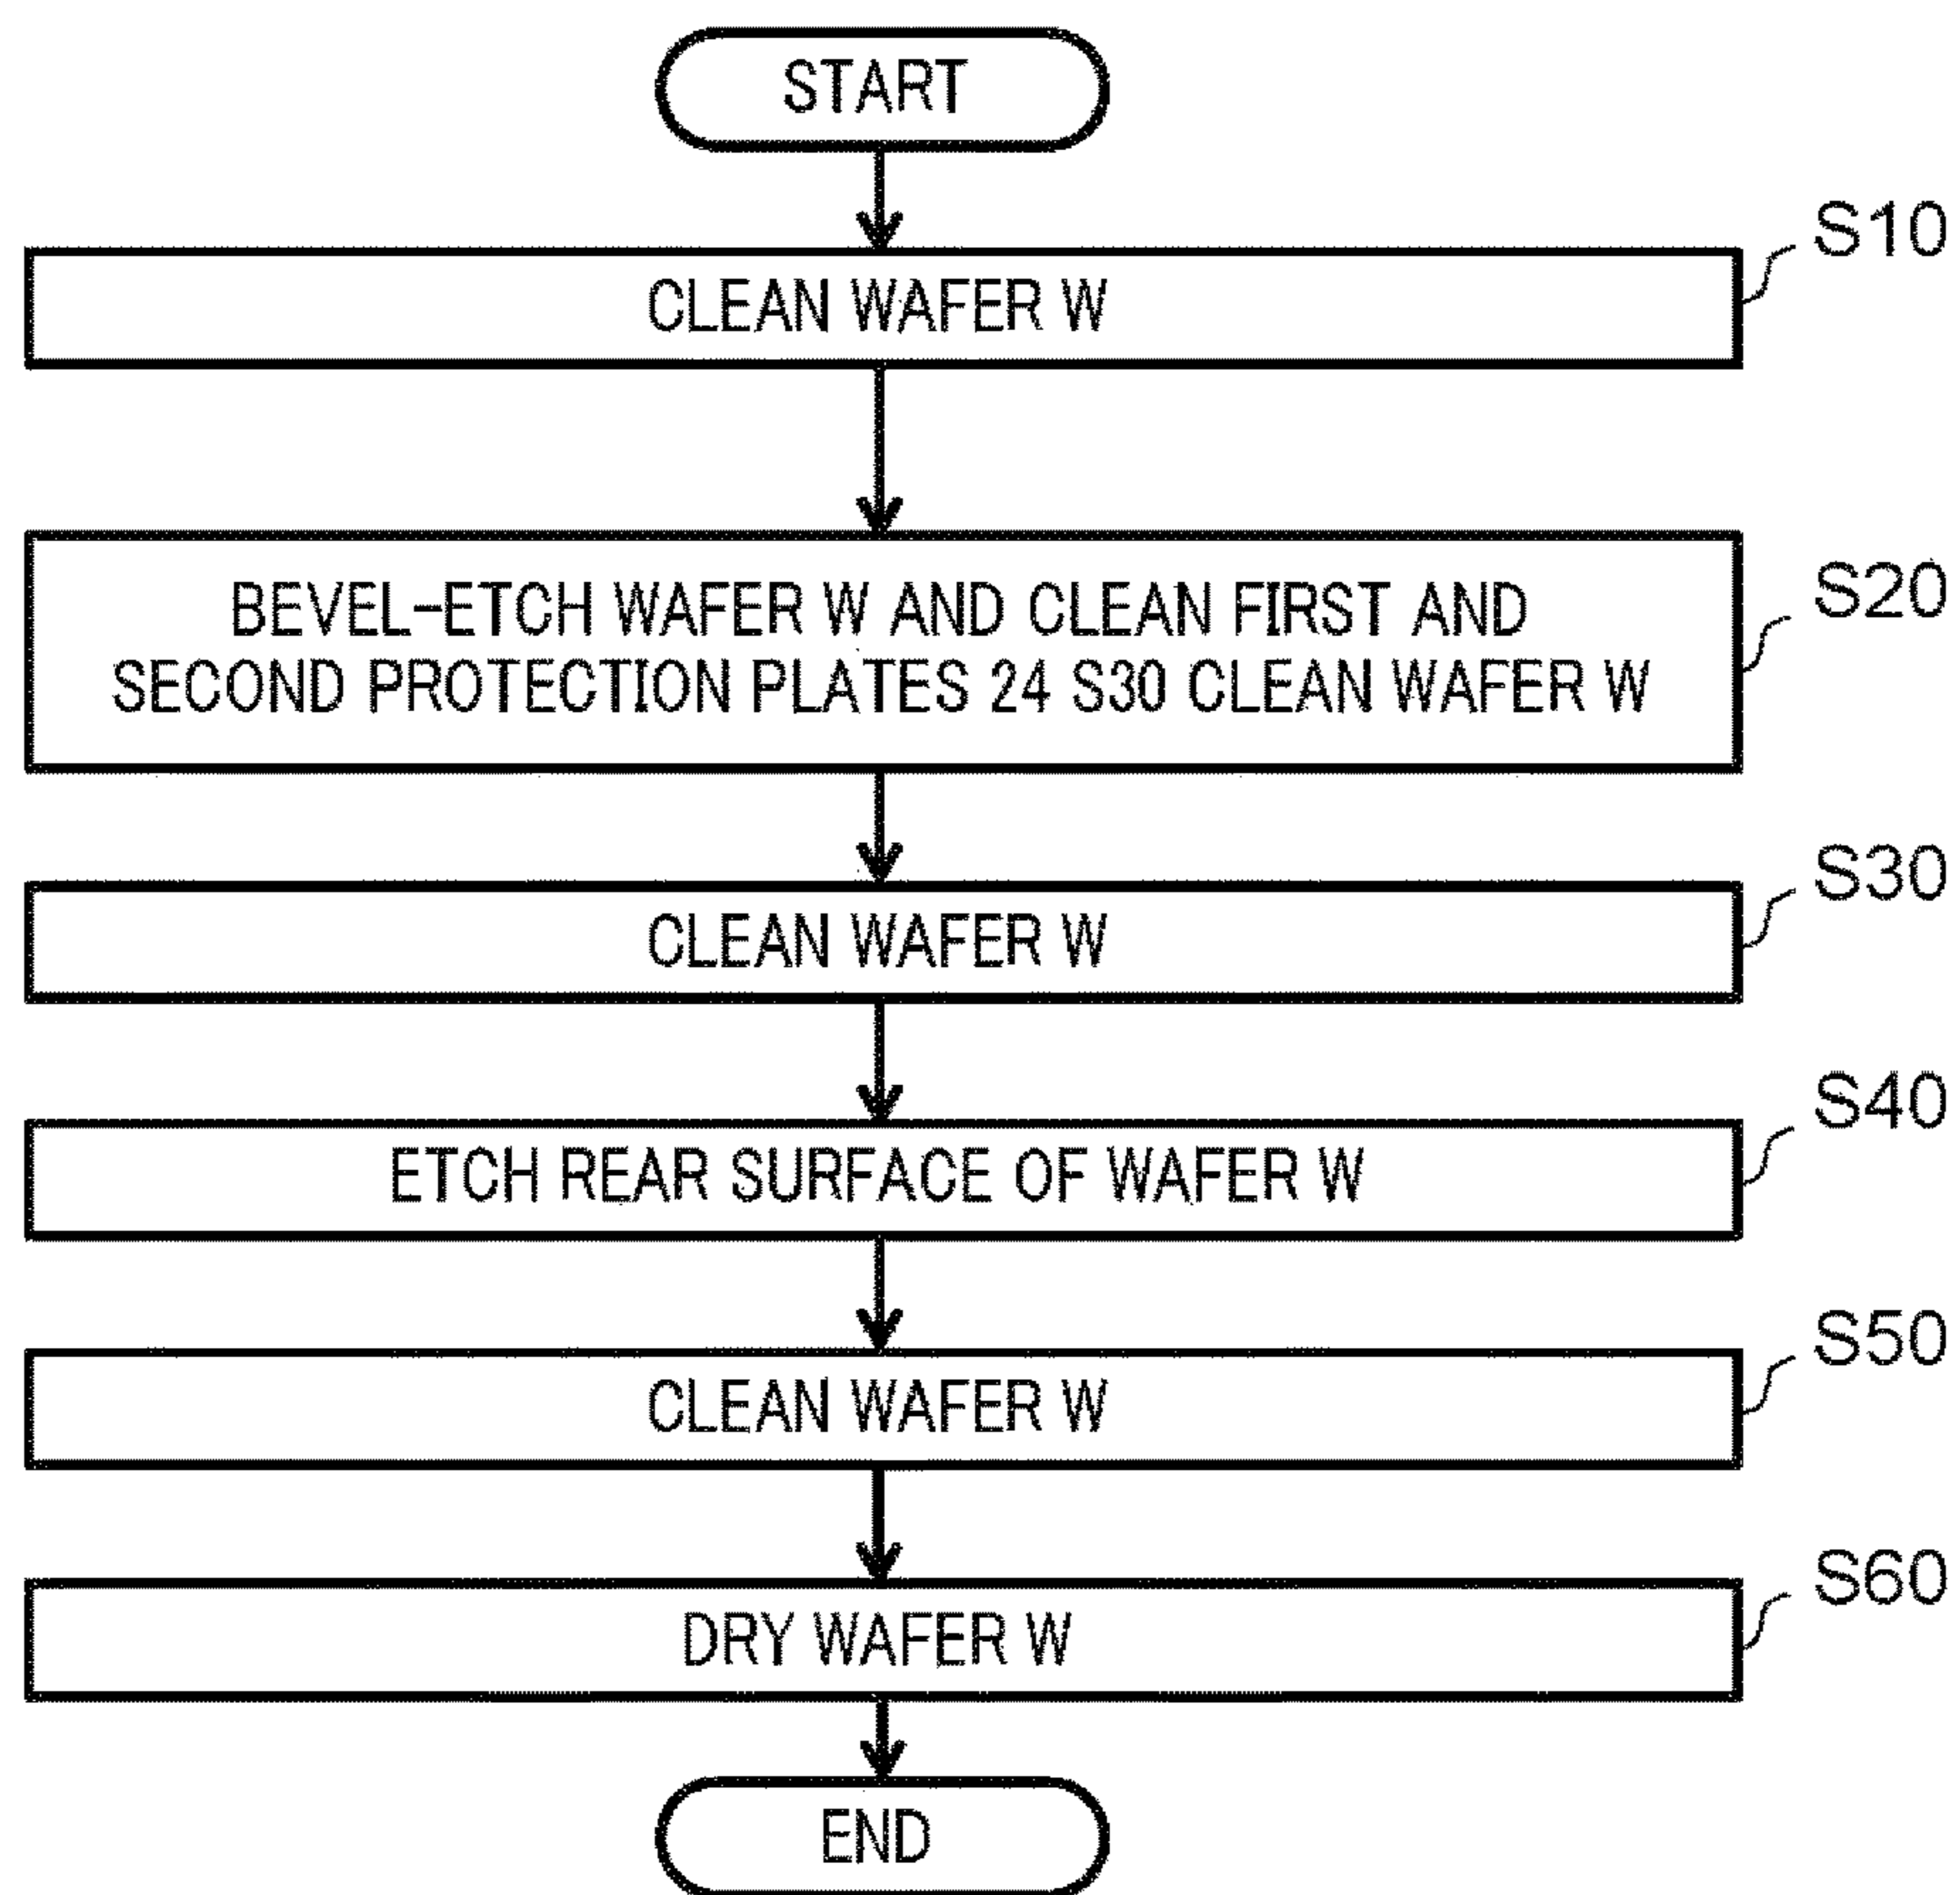 START
S10
CLEAN WAFER W
S20
BEVEL-ETCH WAFER W AND CLEAN FIRST AND
SECOND PROTECTION PLATES 24 S30 CLEAN WAFER W
S30
CLEAN WAFER W
S40
ETCH REAR SURFACE OF WAFER W
S50
CLEAN WAFER W
S60
DRY WAFER W
END